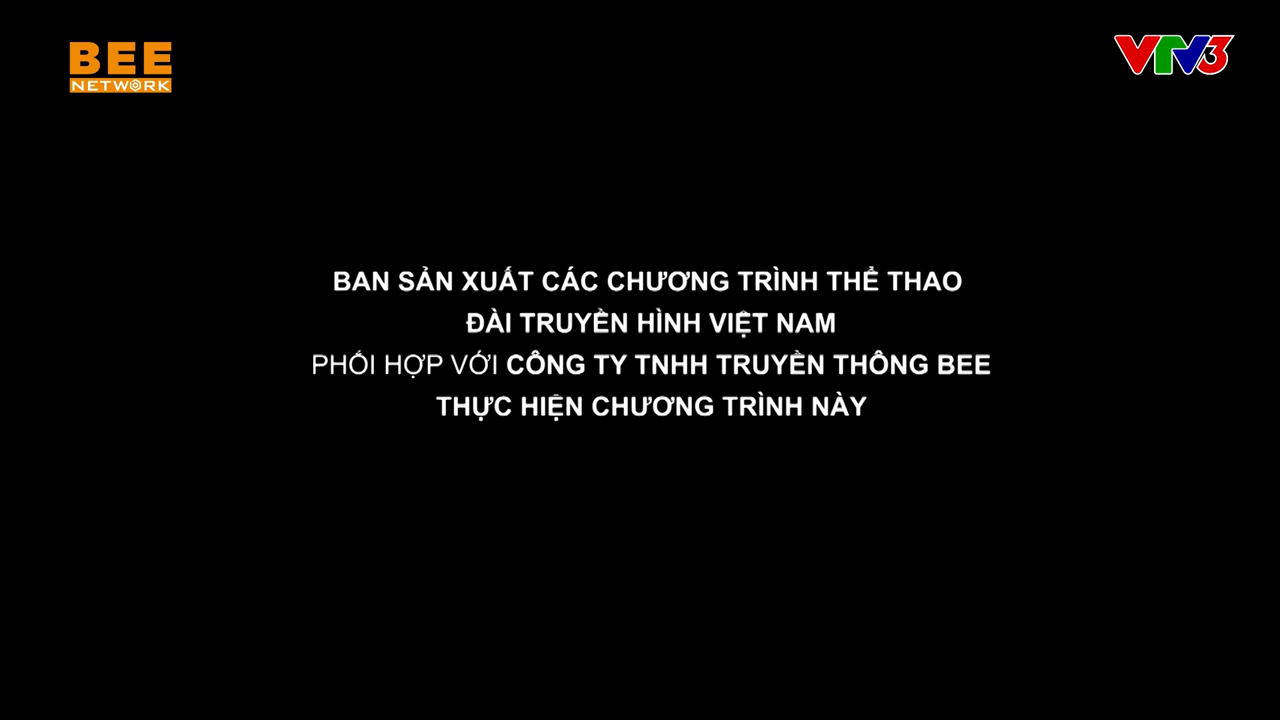 BEE
NETWORK
VTV3
BAN SẢN XUẤT CÁC CHƯƠNG TRÌNH THỂ THAO
ĐÀI TRUYỀN HÌNH VIỆT NAM
PHỐI HỢP VỚI CÔNG TY TNHH TRUYỀN THÔNG BEE
THỰC HIỆN CHƯƠNG TRÌNH NÀY